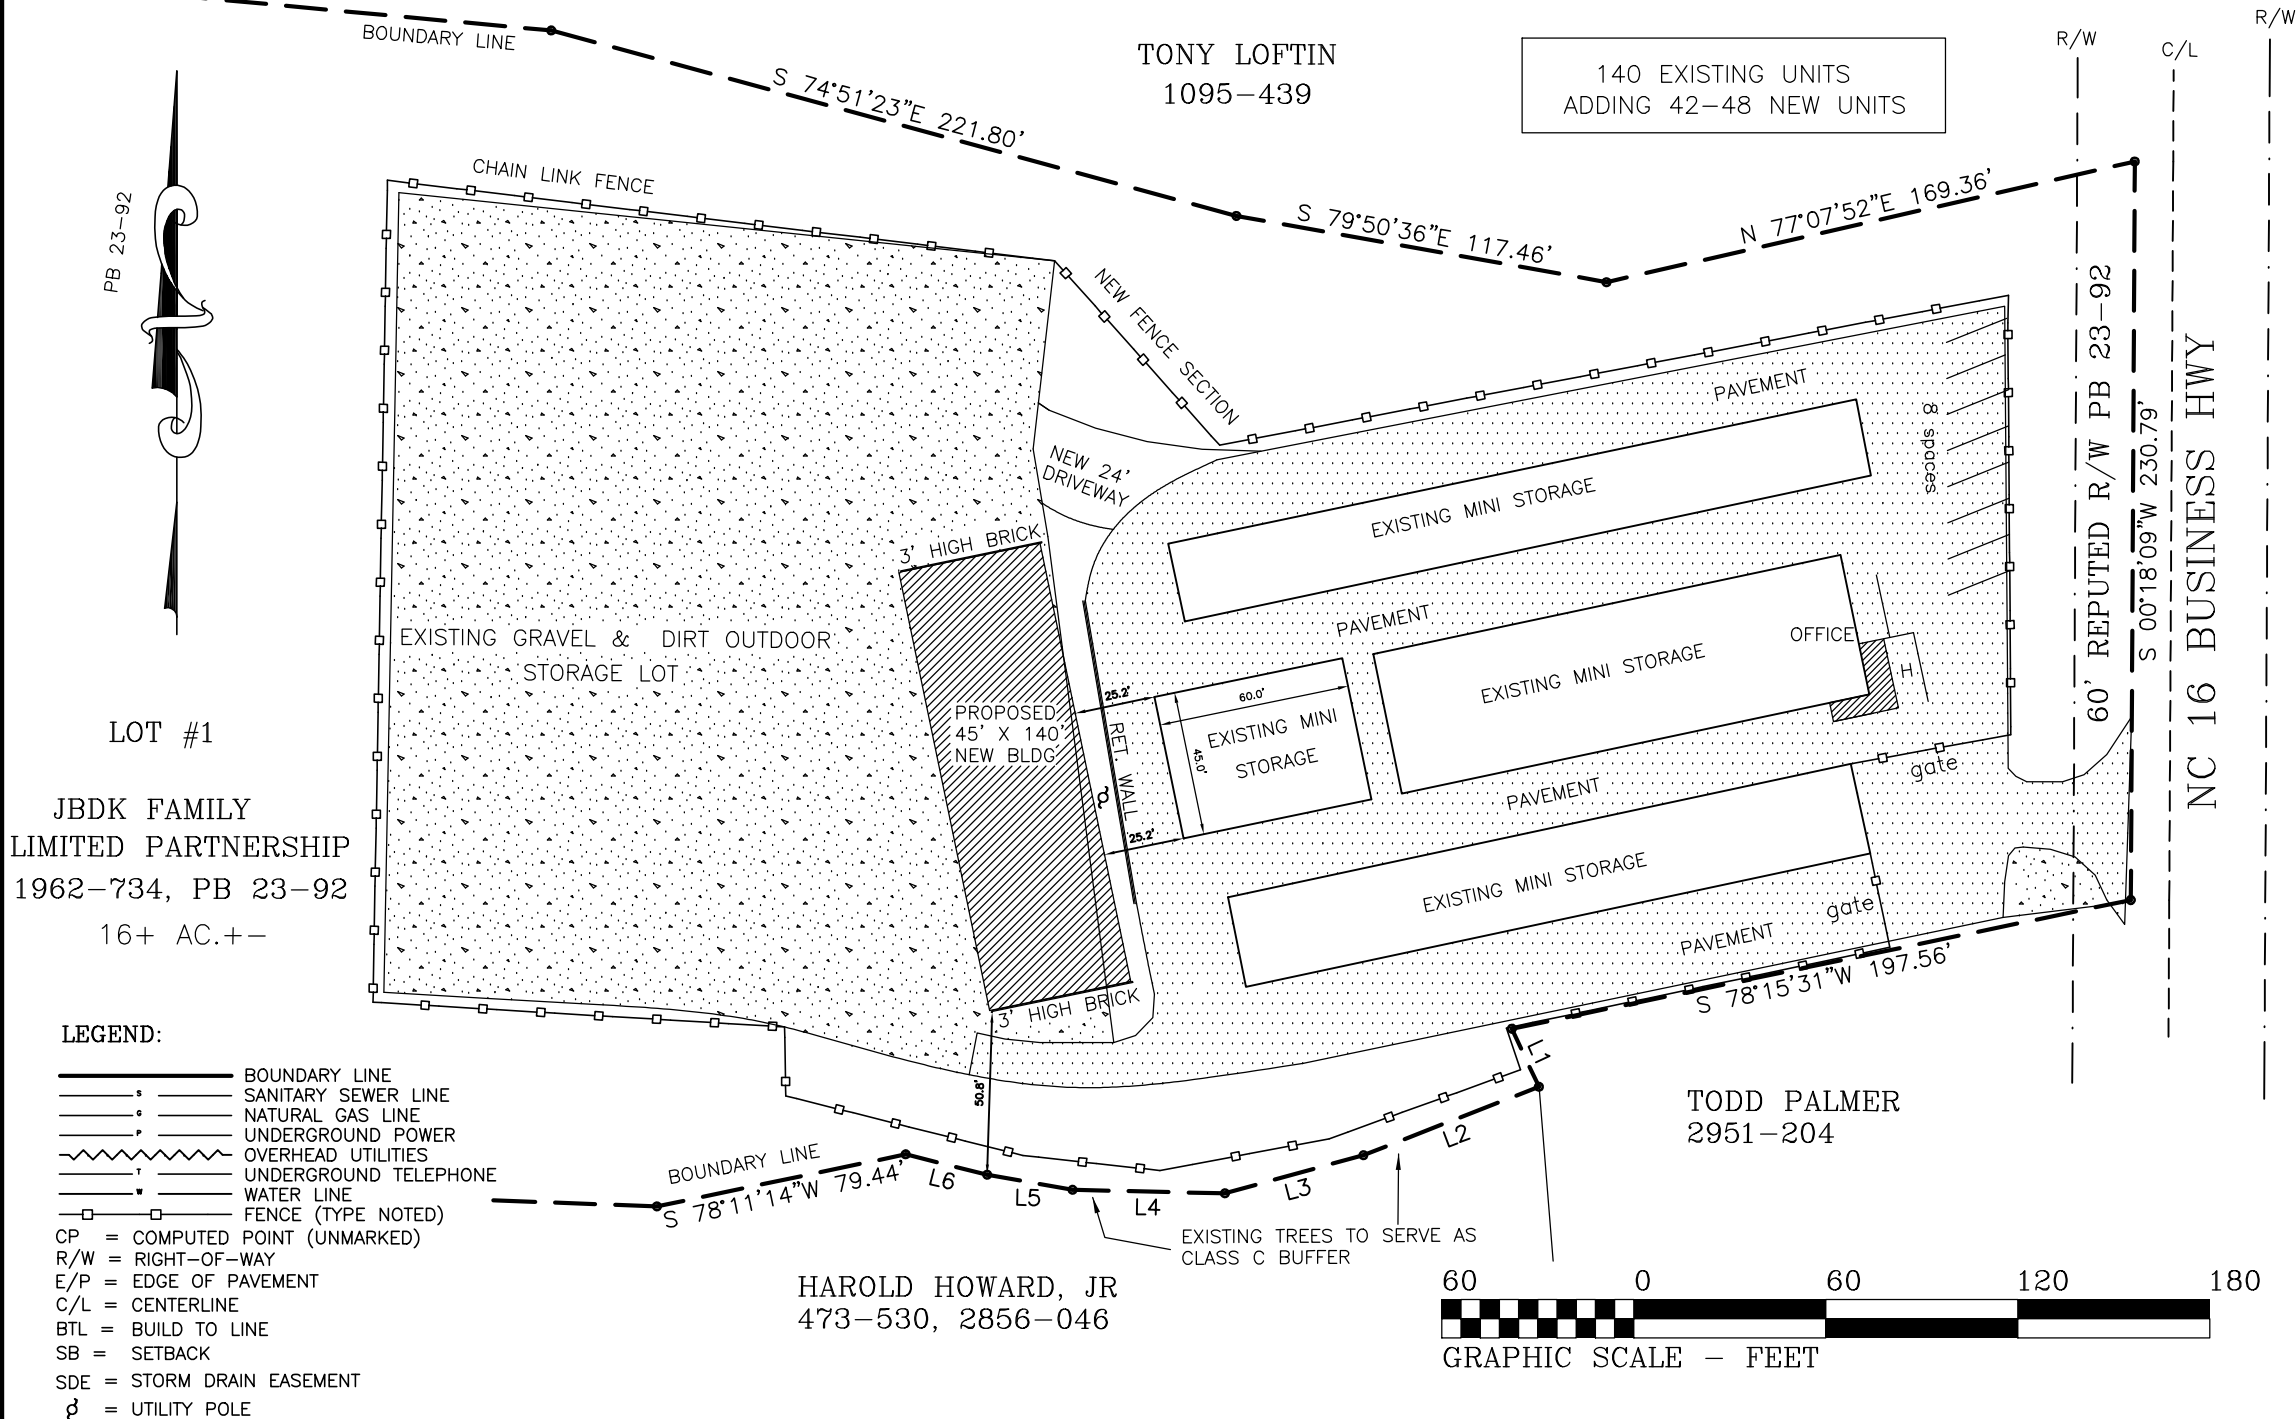 R/W
R/W
C/L
BOUNDARY LINE
TONY LOFTIN
1095-439
140 EXISTING UNITS
ADDING 42-48 NEW UNITS
S 74°51'23"E 221.80'
CHAIN LINK FENCE
PB 23-92
S 79°50'36"E 117.46'
N 77°07'52"E 169.36'
NEW FENCE SECTION
PAVEMENT
8 spaces
60' REPUTED R/W PB 23-92
S 00°18'09"W 230.79'
NC 16 BUSINESS HWY
NEW 24'
DRIVEWAY
EXISTING MINI STORAGE
3' HIGH BRICK
PAVEMENT
OFFICE
H
EXISTING MINI STORAGE
EXISTING GRAVEL & DIRT OUTDOOR
STORAGE LOT
25.2'
60.0'
45.0'
EXISTING MINI
STORAGE
PROPOSED
45' X 140'
NEW BLDG
RET. WALL
25.2'
PAVEMENT
gate
EXISTING MINI STORAGE
gate
PAVEMENT
S 78°15'31"W 197.56'
3' HIGH BRICK
LOT #1
JBDK FAMILY
LIMITED PARTNERSHIP
1962-734, PB 23-92
16+ AC.+-
50.8'
L1
L2
L3
L4
L5
L6
BOUNDARY LINE
S 78°11'14"W 79.44'
TODD PALMER
2951-204
EXISTING TREES TO SERVE AS
CLASS C BUFFER
HAROLD HOWARD, JR
473-530, 2856-046
LEGEND:
BOUNDARY LINE
S SANITARY SEWER LINE
G NATURAL GAS LINE
P UNDERGROUND POWER
OVERHEAD UTILITIES
T UNDERGROUND TELEPHONE
W WATER LINE
FENCE (TYPE NOTED)
CP = COMPUTED POINT (UNMARKED)
R/W = RIGHT-OF-WAY
E/P = EDGE OF PAVEMENT
C/L = CENTERLINE
BTL = BUILD TO LINE
SB = SETBACK
SDE = STORM DRAIN EASEMENT
= UTILITY POLE
60 0 60 120 180
GRAPHIC SCALE - FEET